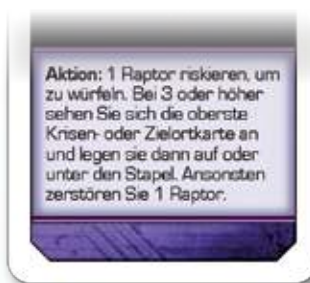 Aktion: 1 Raptor riskieren, um
zu würfeln. Bei 3 oder höher
sehen Sie sich die oberste
Krisen- oder Zielortkarte an
und legen sie dann auf oder
unter den Stapel. Ansonsten
zerstören Sie 1 Raptor.